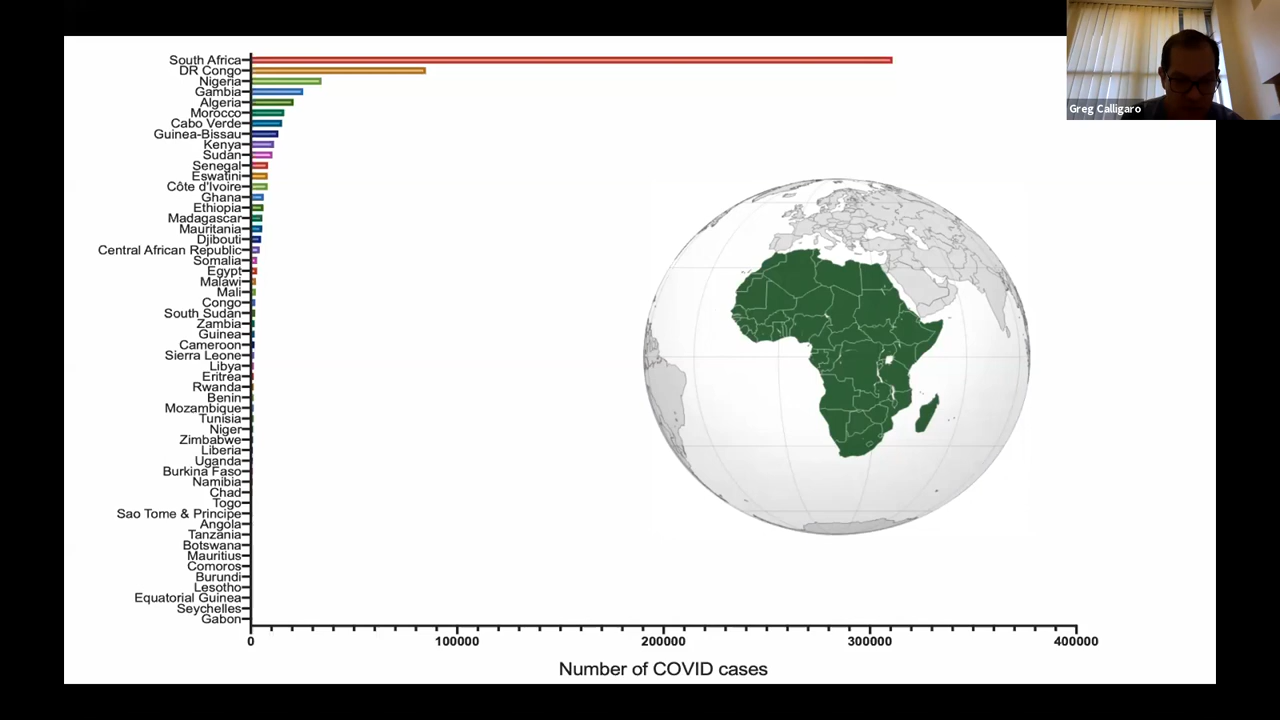 South Africa
DR Congo
Nigeria
Gambia
Algeria
Morocco
Cabo Verde
Guinea-Bissau
Kenya
Sudan
Senegal
Eswatini
Côte d'Ivoire
Ghana
Ethiopia
Madagascar
Mauritania
Djibouti
Central African Republic
Somalia
Egypt
Malawi
Mali
Congo
South Sudan
Zambia
Guinea
Cameroon
Sierra Leone
Libya
Eritrea
Rwanda
Benin
Mozambique
Tunisia
Niger
Zimbabwe
Liberia
Uganda
Burkina Faso
Namibia
Chad
Togo
Sao Tome & Principe
Angola
Tanzania
Botswana
Mauritius
Comoros
Burundi
Lesotho
Equatorial Guinea
Seychelles
Gabon
0 100000 200000 300000 400000
Number of COVID cases
Greg Calligaro